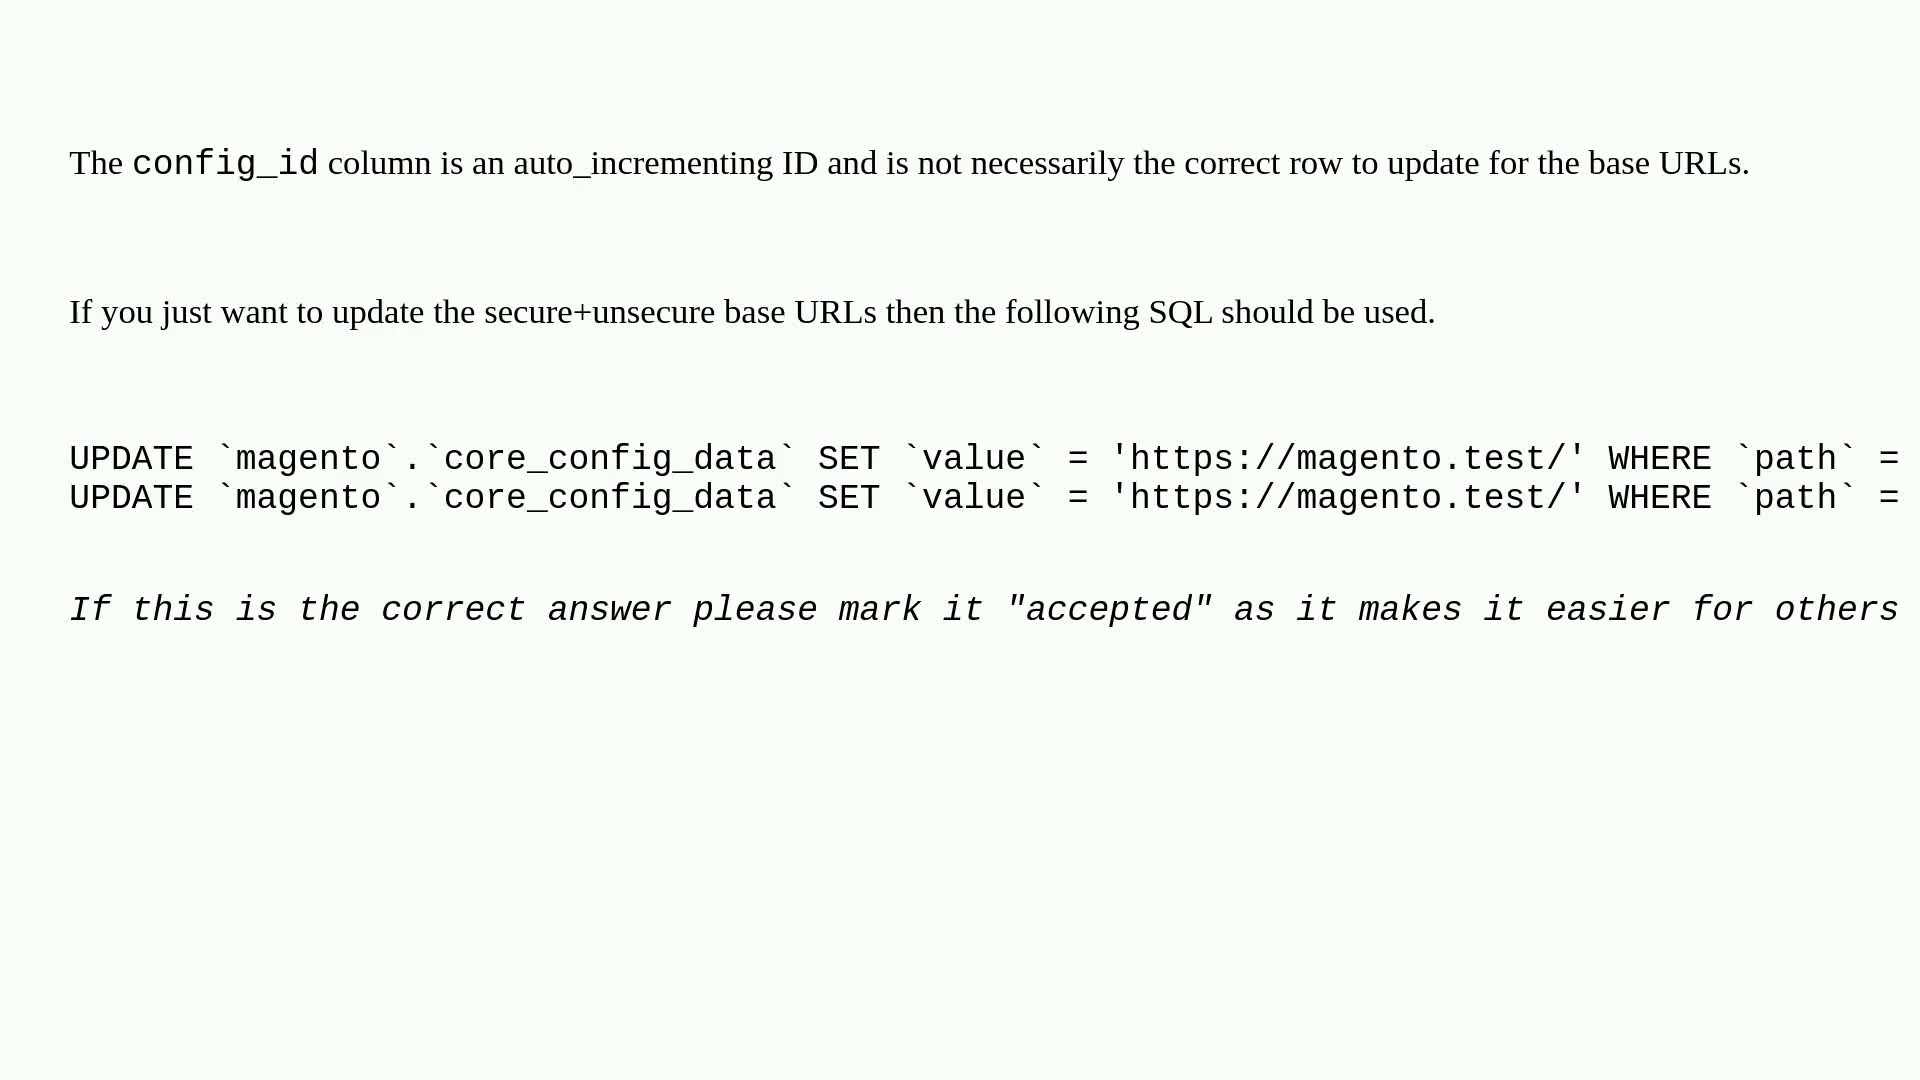 The config_id column is an auto_incrementing ID and is not necessarily the correct row to update for the base URLs.
If you just want to update the secure+unsecure base URLs then the following SQL should be used.
UPDATE `magento`.`core_config_data` SET `value` = 'https://magento.test/' WHERE `path` =
UPDATE `magento`.`core_config_data` SET `value` = 'https://magento.test/' WHERE `path` =
If this is the correct answer please mark it "accepted" as it makes it easier for others